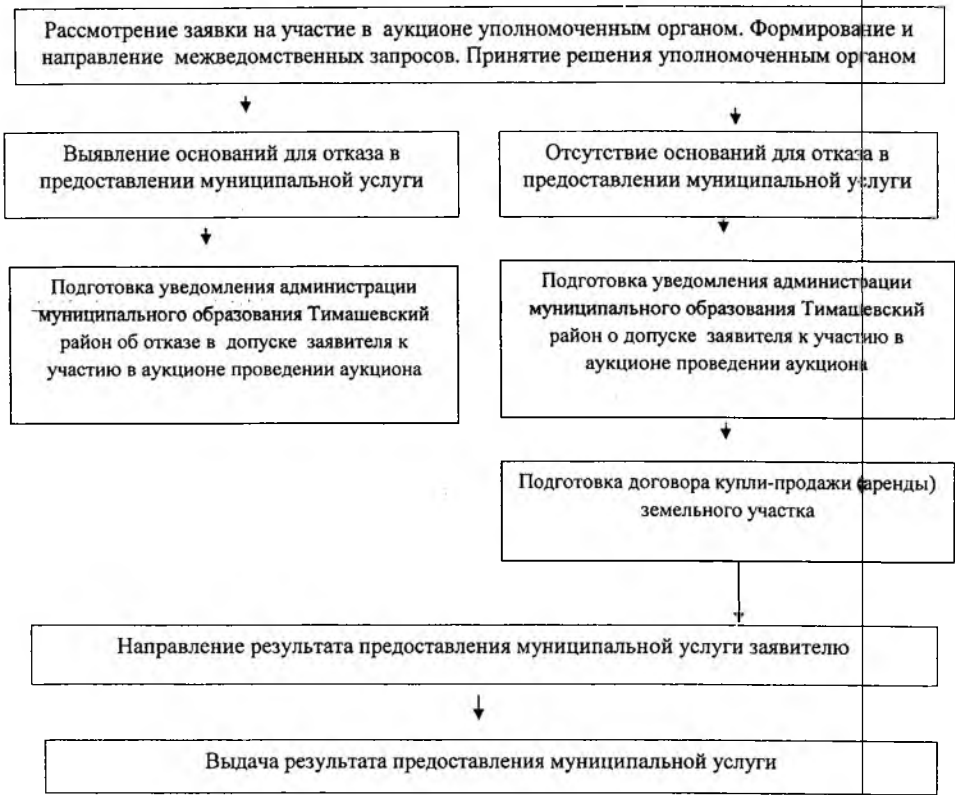 Рассмотрение заявки на участие в аукционе уполномоченным органом. Формирование и
направление межведомственных запросов. Принятие решения уполномоченным органом
Выявление оснований для отказа в
предоставлении муниципальной услуги
Отсутствие оснований для отказа в
предоставлении муниципальной услуги
Подготовка уведомления администрации
муниципального образования Тимашевский
район об отказе в допуске заявителя к
участию в аукционе проведении аукциона
Подготовка уведомления администрации
муниципального образования Тимашевский
район о допуске заявителя к участию в
аукционе проведении аукциона
Подготовка договора купли-продажи (аренды)
земельного участка
Направление результата предоставления муниципальной услуги заявителю
Выдача результата предоставления муниципальной услуги